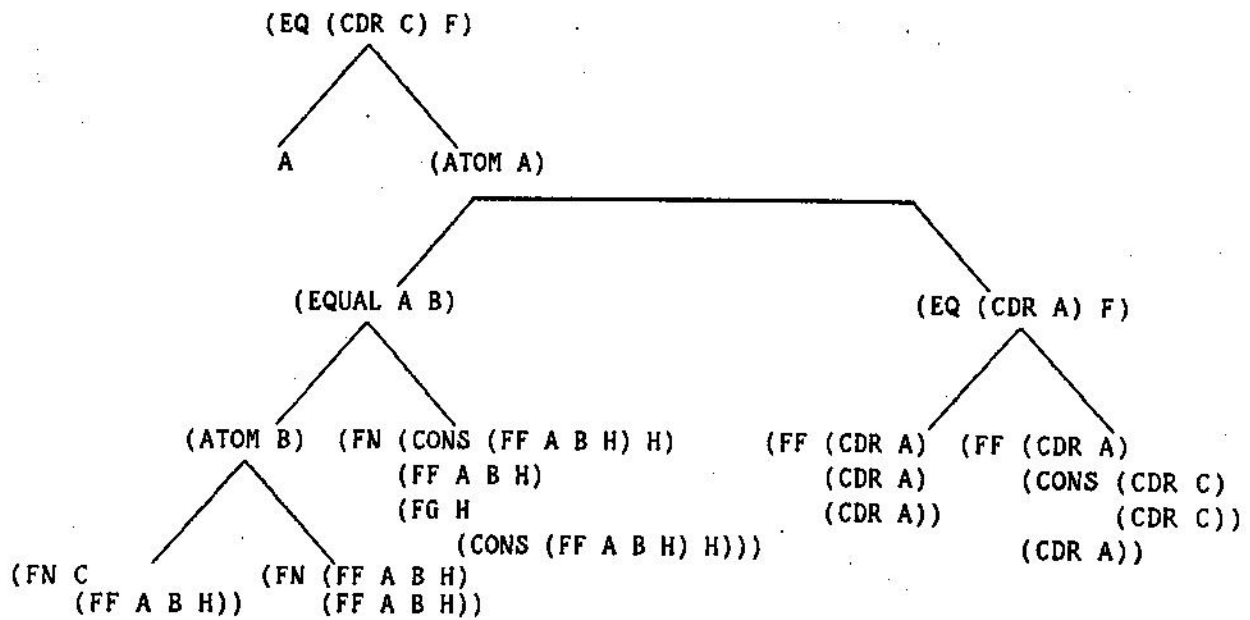 (EQ (CDR C) F)
A (ATOM A)
(EQUAL A B) (EQ (CDR A) F)
(ATOM B) (FN (CONS (FF A B H) H) (FF (CDR A) (FF (CDR A)
(FF A B H) (CDR A) (CONS (CDR C)
(FG H (CDR A)) (CDR C))
(CONS (FF A B H) H))) (CDR A))
(FN C (FN (FF A B H)
(FF A B H)) (FF A B H))